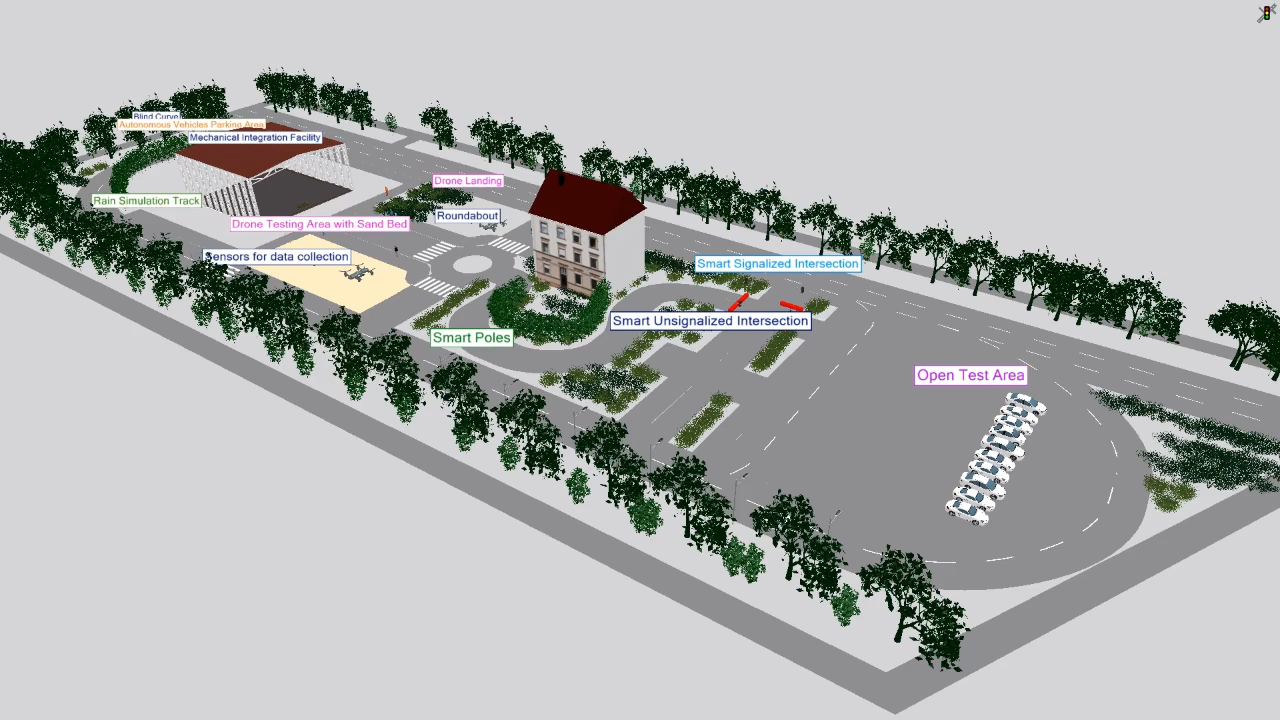 Blind Curve
Autonomous Vehicles Parking Area
Mechanical Integration Facility
Drone Landing
Rain Simulation Track
Roundabout
Drone Testing Area with Sand Bed
Sensors for data collection
Smart Signalized Intersection
Smart Unsignalized Intersection
Smart Poles
Open Test Area